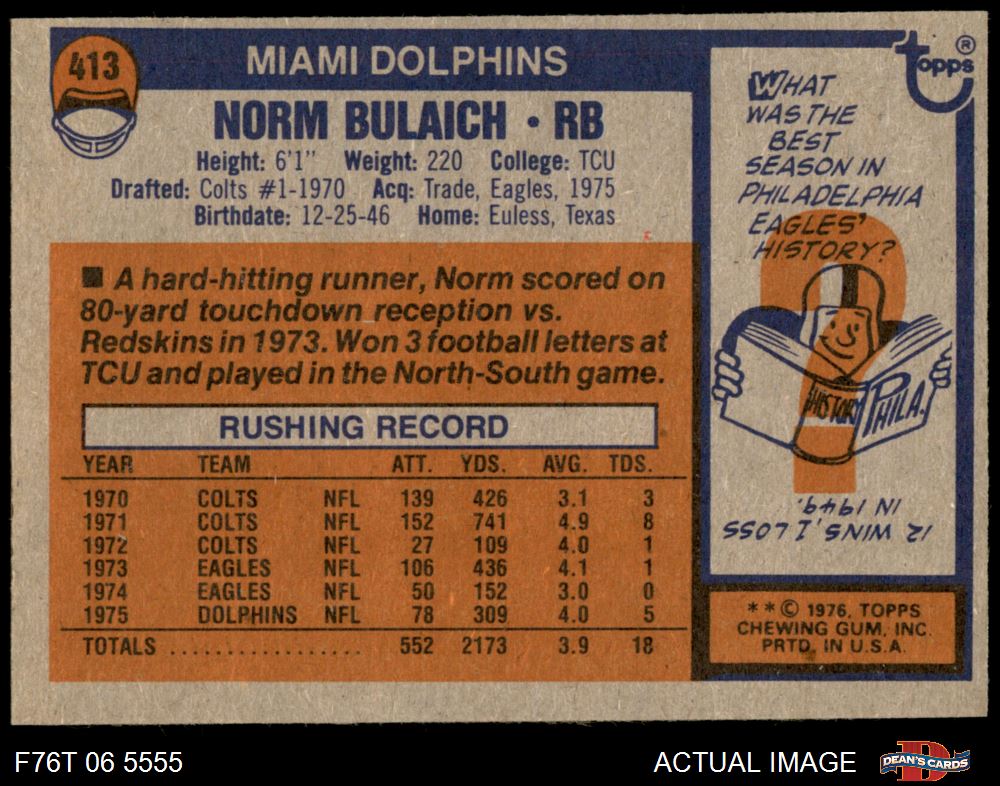 413
MIAMI DOLPHINS
NORM BULAICH • RB
Height: 6'1" Weight: 220 College: TCU
Drafted: Colts #1-1970 Acq: Trade, Eagles, 1975
Birthdate: 12-25-46 Home: Euless, Texas
■ A hard-hitting runner, Norm scored on
80-yard touchdown reception vs.
Redskins in 1973. Won 3 football letters at
TCU and played in the North-South game.
RUSHING RECORD
YEAR TEAM ATT. YDS. AVG. TDS.
1970 COLTS NFL 139 426 3.1 3
1971 COLTS NFL 152 741 4.9 8
1972 COLTS NFL 27 109 4.0 1
1973 EAGLES NFL 106 436 4.1 1
1974 EAGLES NFL 50 152 3.0 0
1975 DOLPHINS NFL 78 309 4.0 5
TOTALS .................. 552 2173 3.9 18
topps ®
WHAT
WAS THE
BEST
SEASON IN
PHILADELPHIA
EAGLES'
HISTORY?
HISTORY
PHILA.
12 WINS, 1 LOSS
IN 1949.
**© 1976, TOPPS
CHEWING GUM, INC.
PRTD. IN U.S.A.
F76T 06 5555
ACTUAL IMAGE
D
DEAN'S CARDS